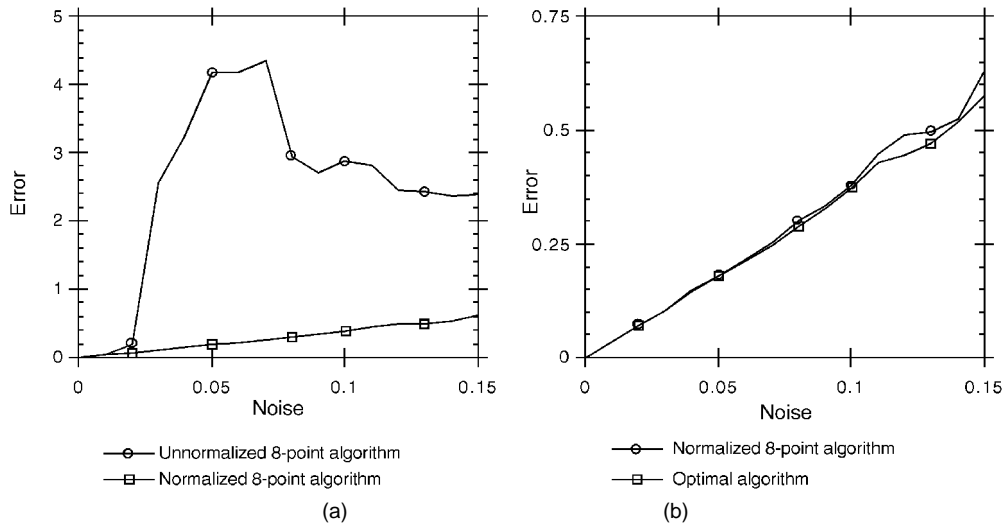 5
4
3
2
1
0
Error
0
0.05
0.1
0.15
Noise
Unnormalized 8-point algorithm
Normalized 8-point algorithm
(a)
0.75
0.5
0.25
0
Error
0
0.05
0.1
0.15
Noise
Normalized 8-point algorithm
Optimal algorithm
(b)